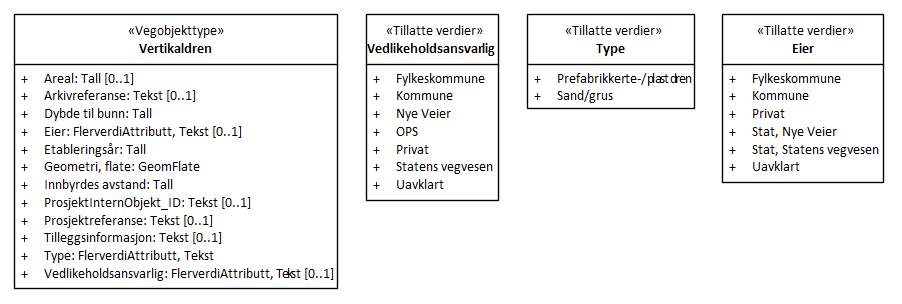 «Vegobjekttype»
Vertikaldren
+ Areal: Tall [0..1]
+ Arkivreferanse: Tekst [0..1]
+ Dybde til bunn: Tall
+ Eier: FlerverdiAttributt, Tekst [0..1]
+ Etableringsår: Tall
+ Geometri, flate: GeomFlate
+ Innbyrdes avstand: Tall
+ ProsjektInternObjekt_ID: Tekst [0..1]
+ Prosjektreferanse: Tekst [0..1]
+ Tilleggsinformasjon: Tekst [0..1]
+ Type: FlerverdiAttributt, Tekst
+ Vedlikeholdsansvarlig: FlerverdiAttributt, Tekst [0..1]
«Tillatte verdier»
Vedlikeholdsansvarlig
+ Fylkeskommune
+ Kommune
+ Nye Veier
+ OPS
+ Privat
+ Statens vegvesen
+ Uavklart
«Tillatte verdier»
Type
+ Prefabrikkerte-/plastdren
+ Sand/grus
«Tillatte verdier»
Eier
+ Fylkeskommune
+ Kommune
+ Privat
+ Stat, Nye Veier
+ Stat, Statens vegvesen
+ Uavklart